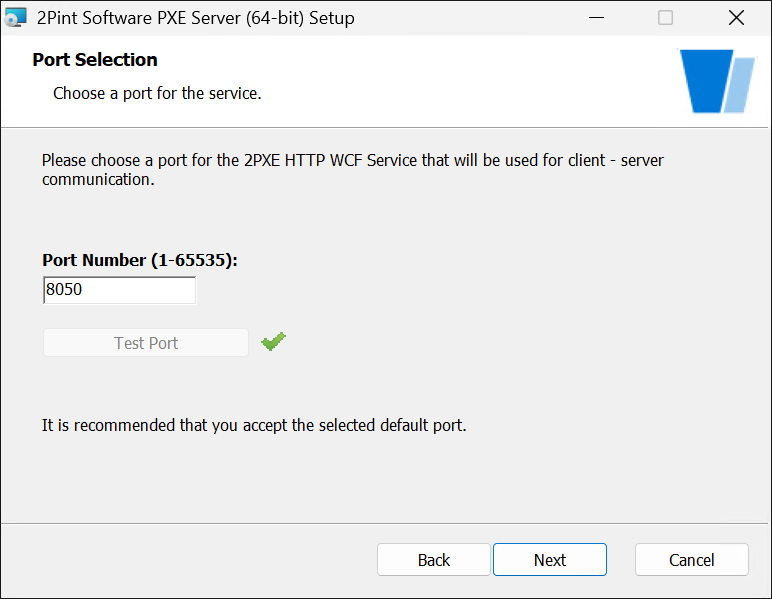 2Pint Software PXE Server (64-bit) Setup
Port Selection
Choose a port for the service.
Please choose a port for the 2PXE HTTP WCF Service that will be used for client - server
communication.
Port Number (1-65535):
8050
Test Port
It is recommended that you accept the selected default port.
Back
Next
Cancel